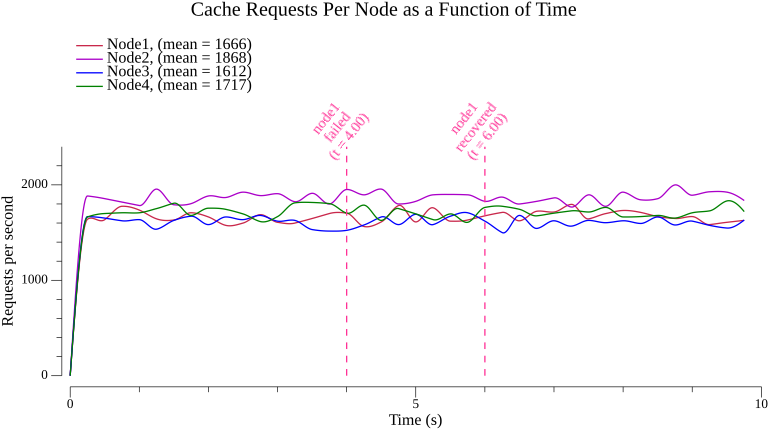 Cache Requests Per Node as a Function of Time
Node1, (mean = 1666)
Node2, (mean = 1868)
Node3, (mean = 1612)
Node4, (mean = 1717)
node1
failed
(t = 4.00)
node1
recovered
(t = 6.00)
Requests per second
2000
1000
0
0
5
10
Time (s)